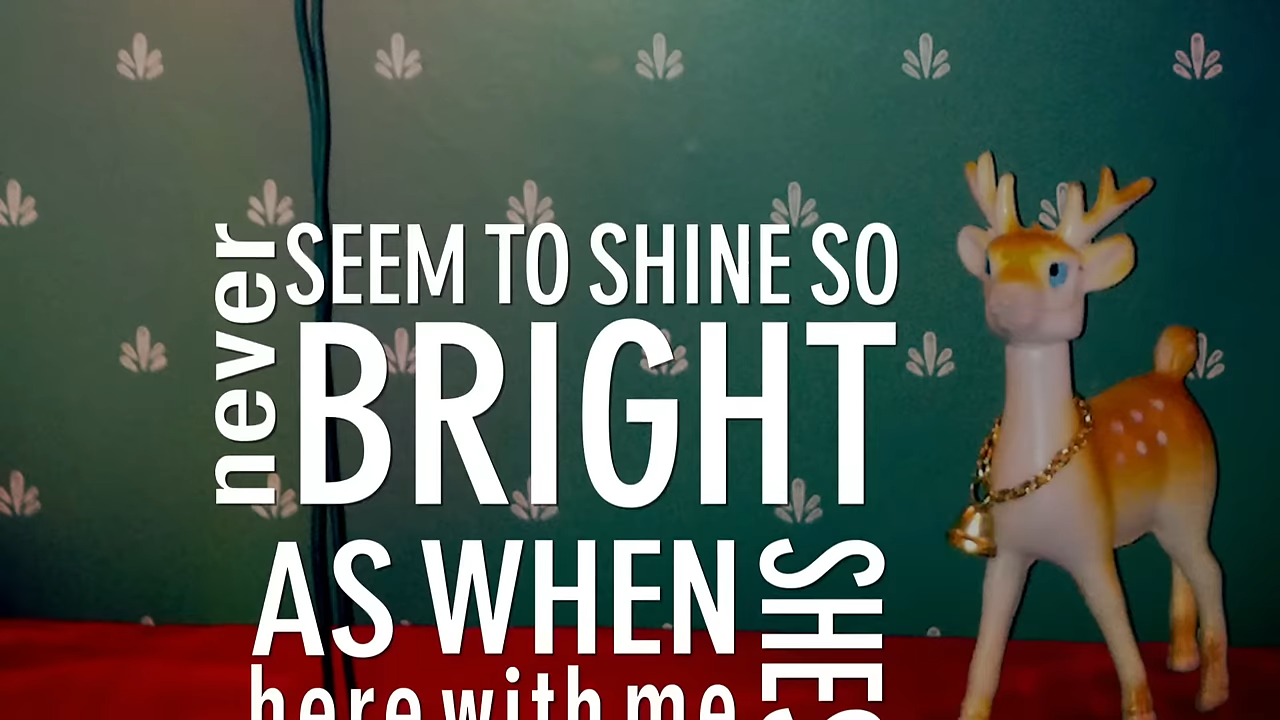 never
SEEM TO SHINE SO
BRIGHT
AS WHEN
SHE
here with me